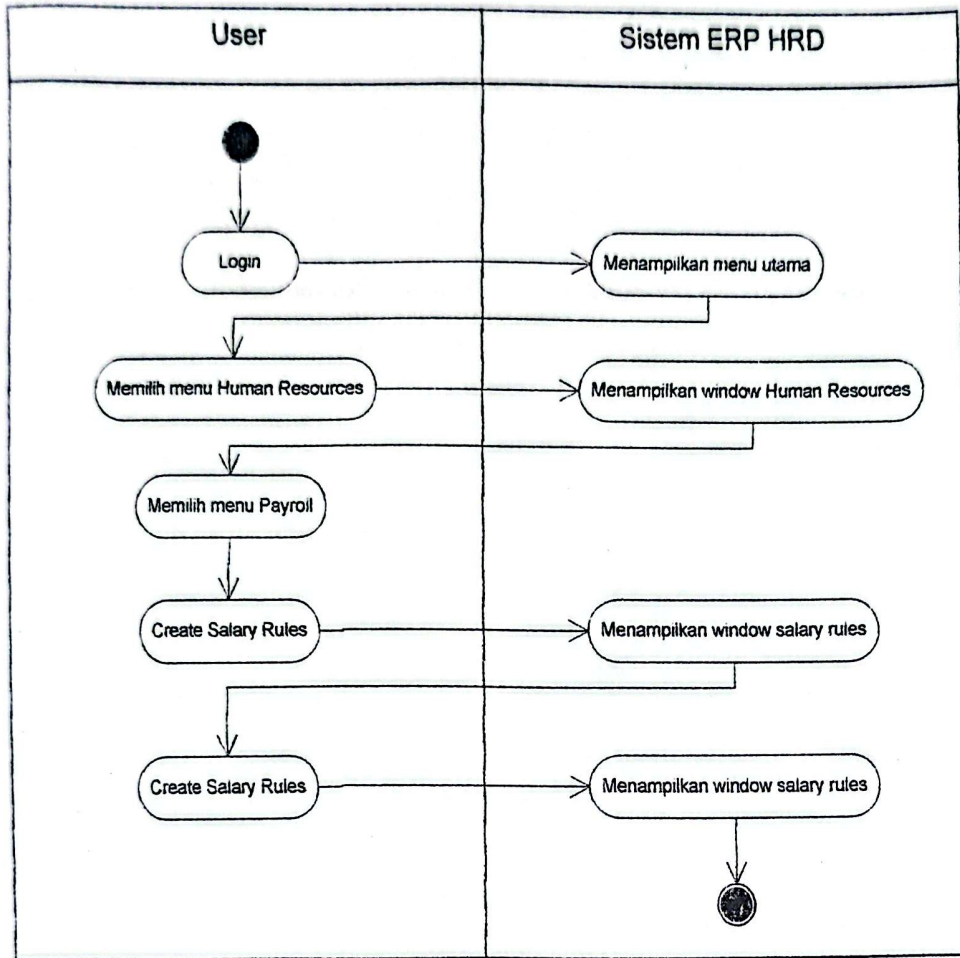 User
Sistem ERP HRD
Login
Menampilkan menu utama
Memilih menu Human Resources
Menampilkan window Human Resources
Memilih menu Payroll
Create Salary Rules
Menampilkan window salary rules
Create Salary Rules
Menampilkan window salary rules